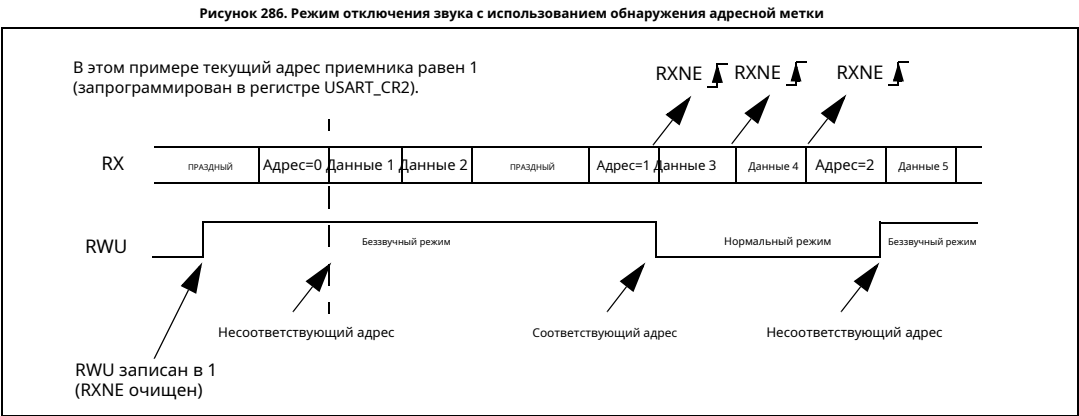 Рисунок 286. Режим отключения звука с использованием обнаружения адресной метки
В этом примере текущий адрес приемника равен 1
(запрограммирован в регистре USART_CR2).
RXNE RXNE RXNE
RX ПРАЗДНЫЙ Адрес=0 Данные 1 Данные 2 ПРАЗДНЫЙ Адрес=1 Данные 3 Данные 4 Адрес=2 Данные 5
RWU Беззвучный режим Нормальный режим Беззвучный режим
Несоответствующий адрес Соответствующий адрес Несоответствующий адрес
RWU записан в 1
(RXNE очищен)